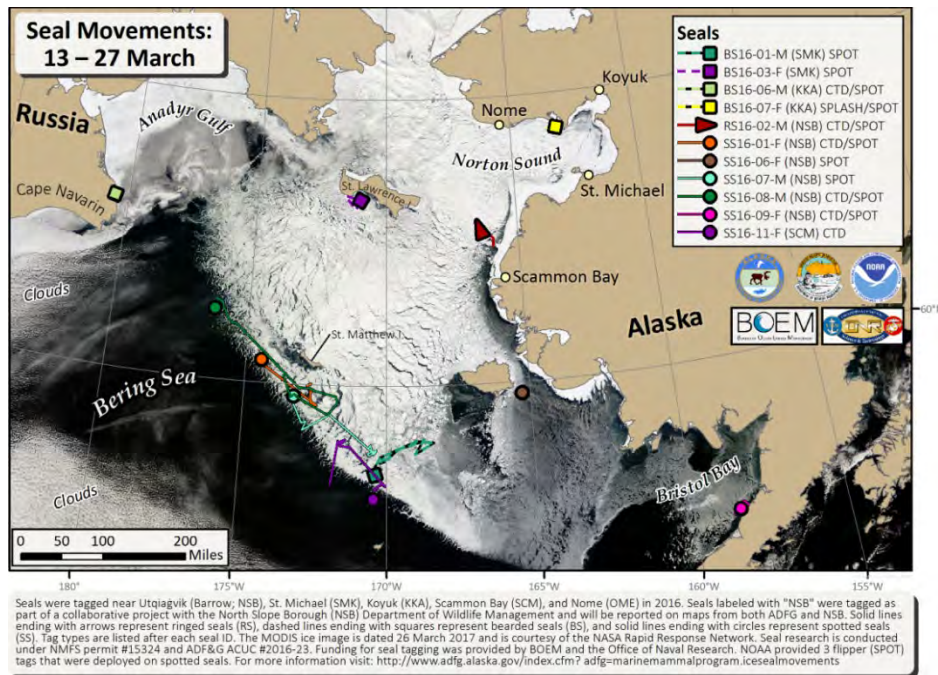 Seal Movements:
13 – 27 March
Seals
BS16-01-M (SMK) SPOT
BS16-03-F (SMK) SPOT
BS16-06-M (KKA) CTD/SPOT
BS16-07-F (KKA) SPLASH/SPOT
RS16-02-M (NSB) CTD/SPOT
SS16-01-F (NSB) CTD/SPOT
SS16-06-F (NSB) SPOT
SS16-07-M (NSB) SPOT
SS16-08-M (NSB) CTD/SPOT
SS16-09-F (NSB) CTD/SPOT
SS16-11-F (SCM) CTD
Koyuk
Nome
Russia
Anadyr Gulf
Norton Sound
St. Michael
St. Lawrence I.
Cape Navarin
Scammon Bay
NOAA
Clouds
60°
Alaska
BOEM
St. Matthew I.
Bering Sea
Bristol Bay
Clouds
0 50 100 200
Miles
180° 175° 170° 165° 160° 155°
Seals were tagged near Utqiaġvik (Barrow; NSB), St. Michael (SMK), Koyuk (KKA), Scammon Bay (SCM), and Nome (OME) in 2016. Seals labeled with "NSB" were tagged as
part of a collaborative project with the North Slope Borough (NSB) Department of Wildlife Management and will be reported on maps from both ADFG and NSB. Solid lines
ending with arrows represent ringed seals (RS), dashed lines ending with squares represent bearded seals (BS), and solid lines ending with circles represent spotted seals
(SS). Tag types are listed after each seal ID. The MODIS ice image is dated 26 March 2017 and is courtesy of the NASA Rapid Response Network. Seal research is conducted
under NMFS permit #15324 and ADF&G ACUC #2016-23. Funding for seal tagging was provided by BOEM and the Office of Naval Research. NOAA provided 3 flipper (SPOT)
tags that were deployed on spotted seals. For more information visit: http://www.adfg.alaska.gov/index.cfm? adfg=marinemammalprogram.icesealmovements